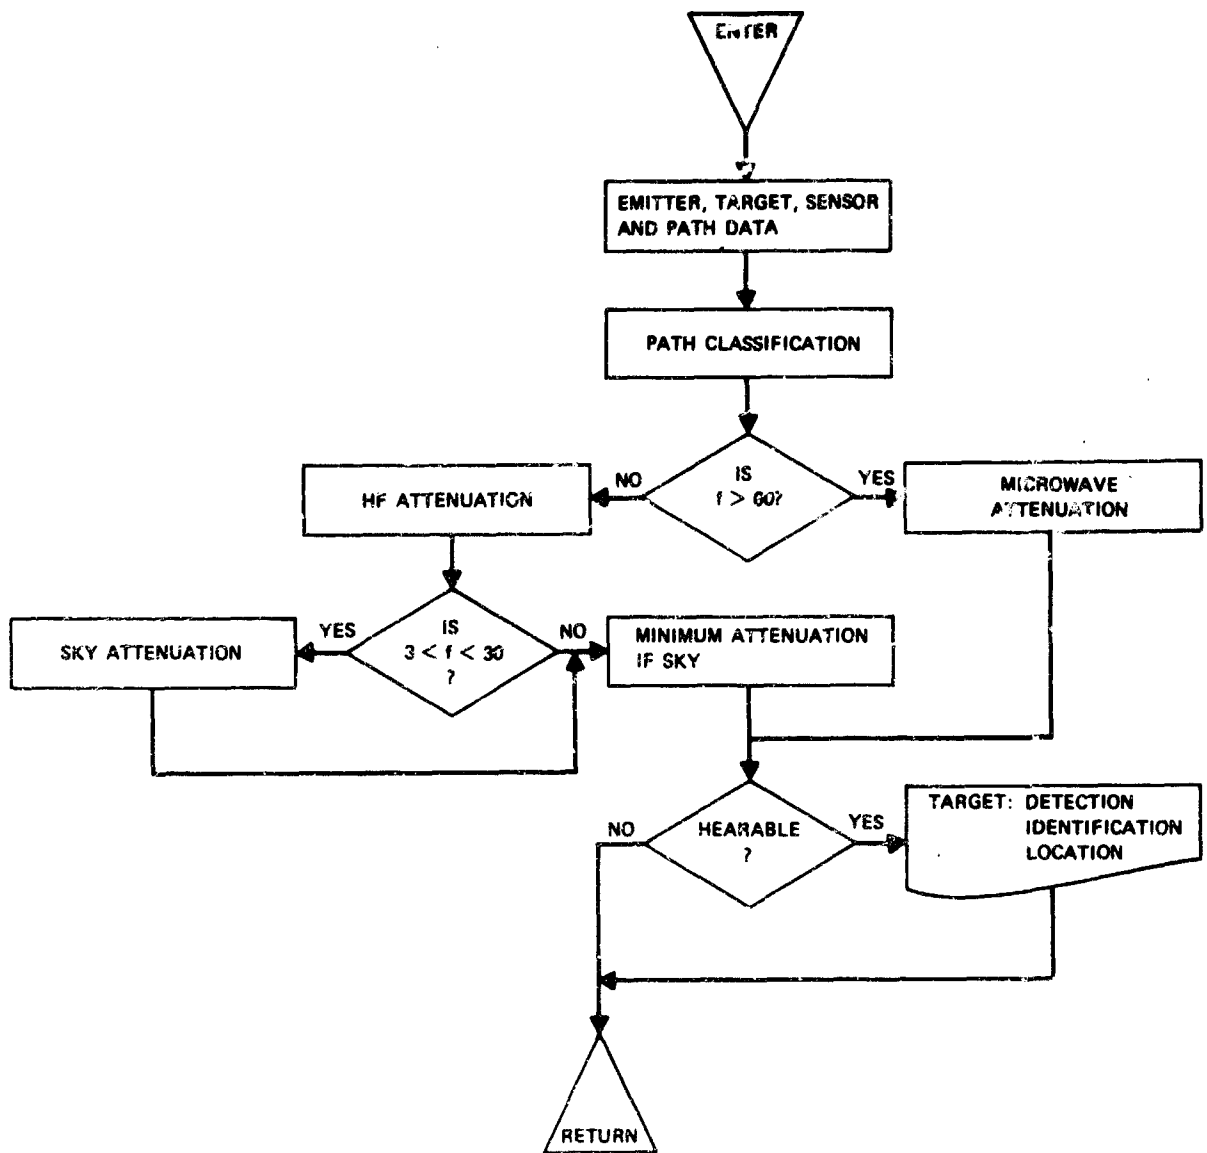 ENTER
EMITTER, TARGET, SENSOR
AND PATH DATA
PATH CLASSIFICATION
IS
f > 60?
NO
YES
HF ATTENUATION
MICROWAVE
ATTENUATION
IS
3 < f < 30
?
YES
NO
SKY ATTENUATION
MINIMUM ATTENUATION
IF SKY
HEARABLE
?
NO
YES
TARGET: DETECTION
IDENTIFICATION
LOCATION
RETURN